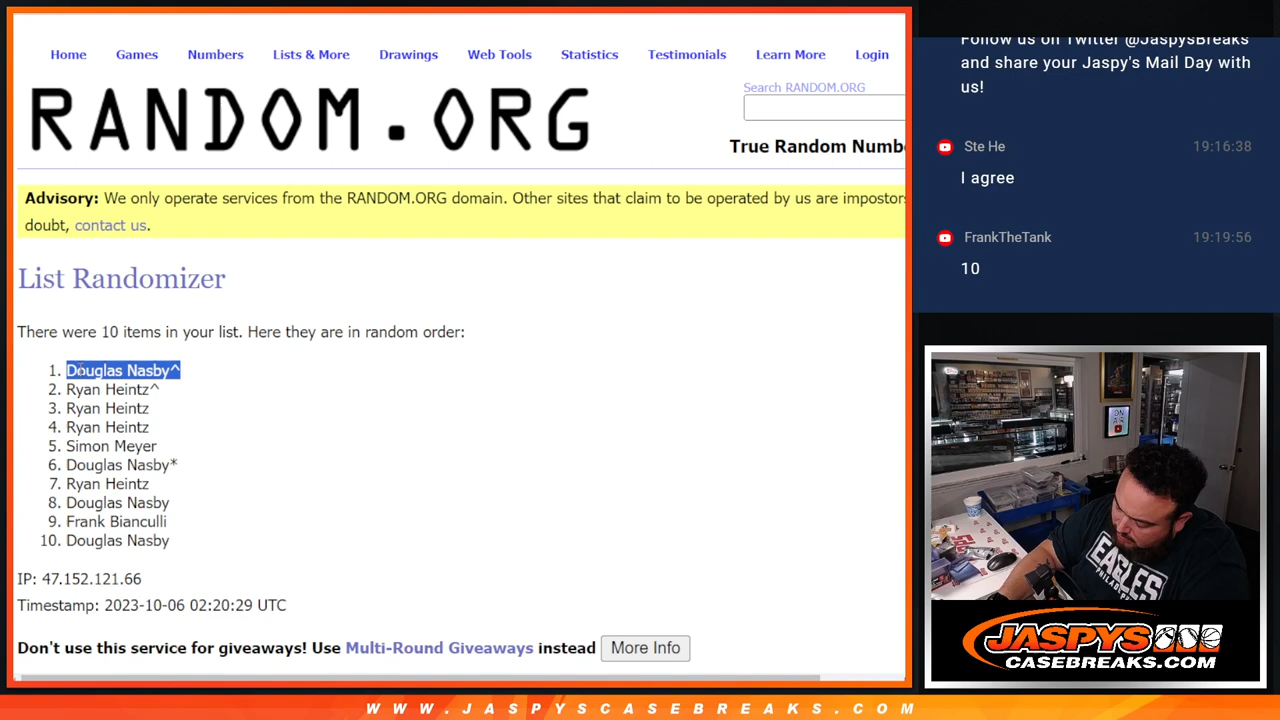 Home Games Numbers Lists & More Drawings Web Tools Statistics Testimonials Learn More Login
RANDOM.ORG
Search RANDOM.ORG
True Random Numbe
Advisory: We only operate services from the RANDOM.ORG domain. Other sites that claim to be operated by us are impostors
doubt, contact us.
List Randomizer
There were 10 items in your list. Here they are in random order:
1. Douglas Nasby^
2. Ryan Heintz^
3. Ryan Heintz
4. Ryan Heintz
5. Simon Meyer
6. Douglas Nasby*
7. Ryan Heintz
8. Douglas Nasby
9. Frank Bianculli
10. Douglas Nasby
IP: 47.152.121.66
Timestamp: 2023-10-06 02:20:29 UTC
Don't use this service for giveaways! Use Multi-Round Giveaways instead More Info
Follow us on Twitter @JaspysBreaks
and share your Jaspy's Mail Day with
us!
Ste He 19:16:38
I agree
FrankTheTank 19:19:56
10
ON
AIR
EAGLES
JASPYS
CASEBREAKS.COM
WWW.JASPYSCASEBREAKS.COM